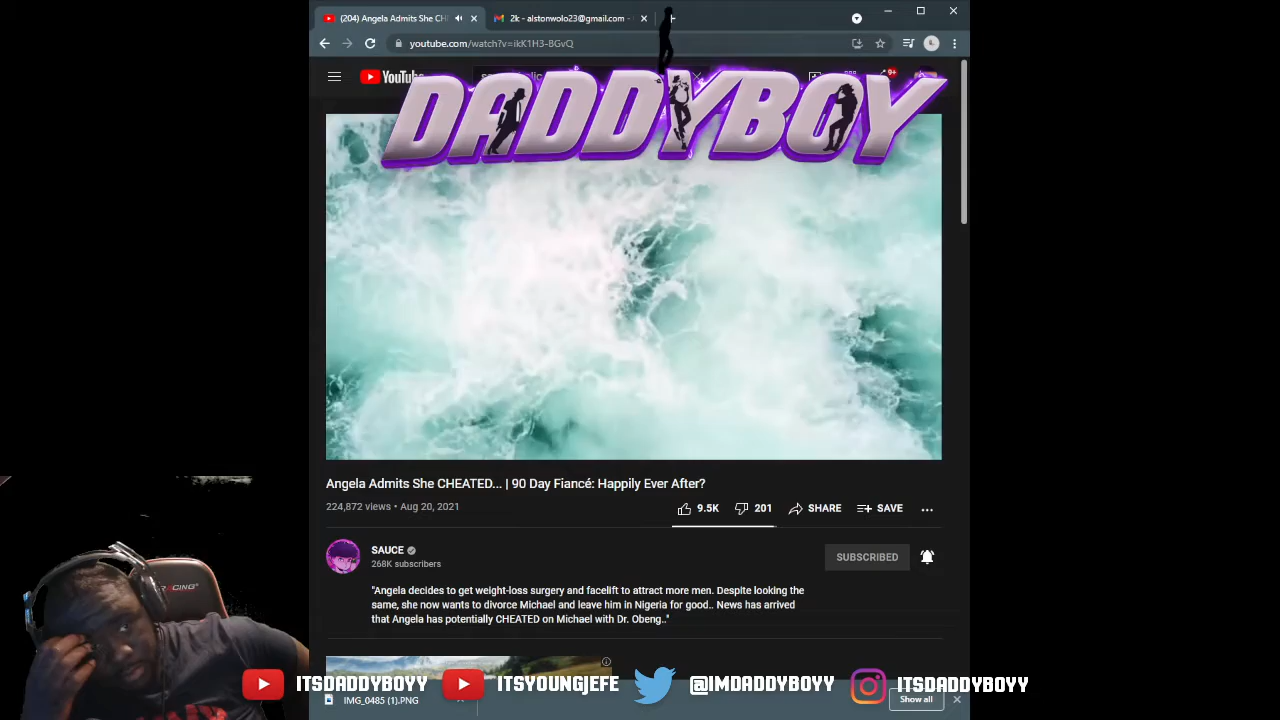 (204) Angela Admits She CH
2k - alstonwolo23@gmail.com -
youtube.com/watch?v=ikK1H3-BGvQ
YouTube
9+
DADDYBOY
Angela Admits She CHEATED... | 90 Day Fiancé: Happily Ever After?
224,872 views • Aug 20, 2021
9.5K
201
SHARE
SAVE
SAUCE
268K subscribers
SUBSCRIBED
"Angela decides to get weight-loss surgery and facelift to attract more men. Despite looking the
same, she now wants to divorce Michael and leave him in Nigeria for good.. News has arrived
that Angela has potentially CHEATED on Michael with Dr. Obeng.."
RACING
ITSDADDYBOYY
ITSYOUNGJEFE
@IMDADDYBOYY
ITSDADDYBOYY
IMG_0485 (1).PNG
Show all